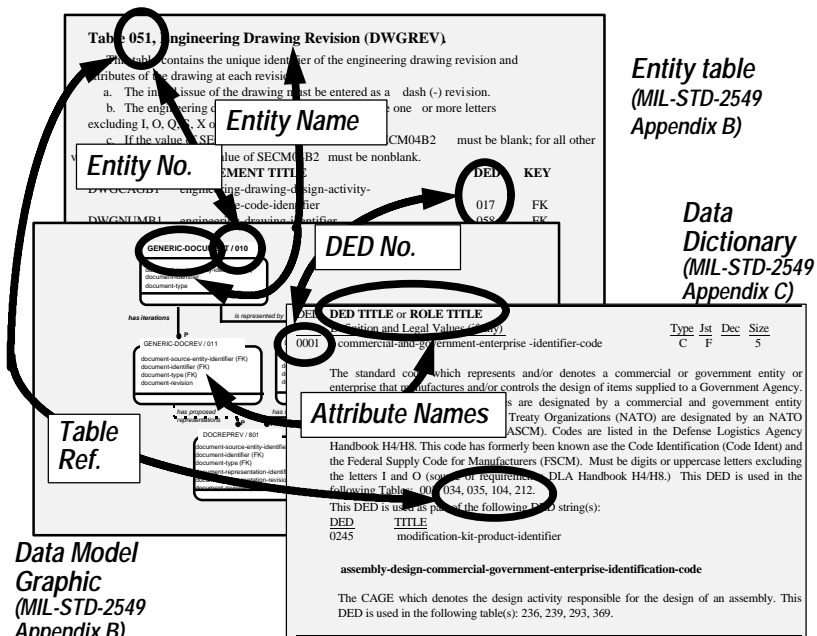 Table 051, Engineering Drawing Revision (DWGREV)
This table contains the unique identifier of the engineering drawing revision and
attributes of the drawing at each revision
a. The initial issue of the drawing must be entered as a dash (-) revision.
b. The engineering d one or more letters
excluding I, O, Q, S, X o
c. If the value of SE CM04B2 must be blank; for all other
value of SECM04B2 must be nonblank.
EMENT TITLE DED KEY
DWGCAGB1 engineering-drawing-design-activity-
e-code-identifier 017 FK
DWGNUMB1 engineering-drawing-identifier 058 FK
Entity Name
Entity No.
Entity table
(MIL-STD-2549
Appendix B)
DED No.
Data
Dictionary
(MIL-STD-2549
Appendix C)
GENERIC-DOCUMENT / 010
document-identifier
document-type
has iterations
is represented by
P
GENERIC-DOCREV / 011
document-source-entity-identifier (FK)
document-identifier (FK)
document-type (FK)
document-revision
has proposed
representations
has
P
DOCREPREV / 801
document-source-entity-identifie
document-identifier (FK)
document-type (FK)
document-representation-identifi
Table
Ref.
Attribute Names
DED DED TITLE or ROLE TITLE
Definition and Legal Values (if any) Type Jst Dec Size
0001 commercial-and-government-enterprise -identifier-code C F 5
The standard code which represents and/or denotes a commercial or government entity or
enterprise that manufactures and/or controls the design of items supplied to a Government Agency.
s are designated by a commercial and government entity
Treaty Organizations (NATO) are designated by an NATO
ASCM). Codes are listed in the Defense Logistics Agency
Handbook H4/H8. This code has formerly been known ase the Code Identification (Code Ident) and
the Federal Supply Code for Manufacturers (FSCM). Must be digits or uppercase letters excluding
the letters I and O (source of requirement: DLA Handbook H4/H8.) This DED is used in the
following Tables: 034, 035, 104, 212.
This DED is used as part of the following DED string(s):
DED TITLE
0245 modification-kit-product-identifier
assembly-design-commercial-government-enterprise-identification-code
The CAGE which denotes the design activity responsible for the design of an assembly. This
DED is used in the following table(s): 236, 239, 293, 369.
Data Model
Graphic
(MIL-STD-2549
Appendix B)